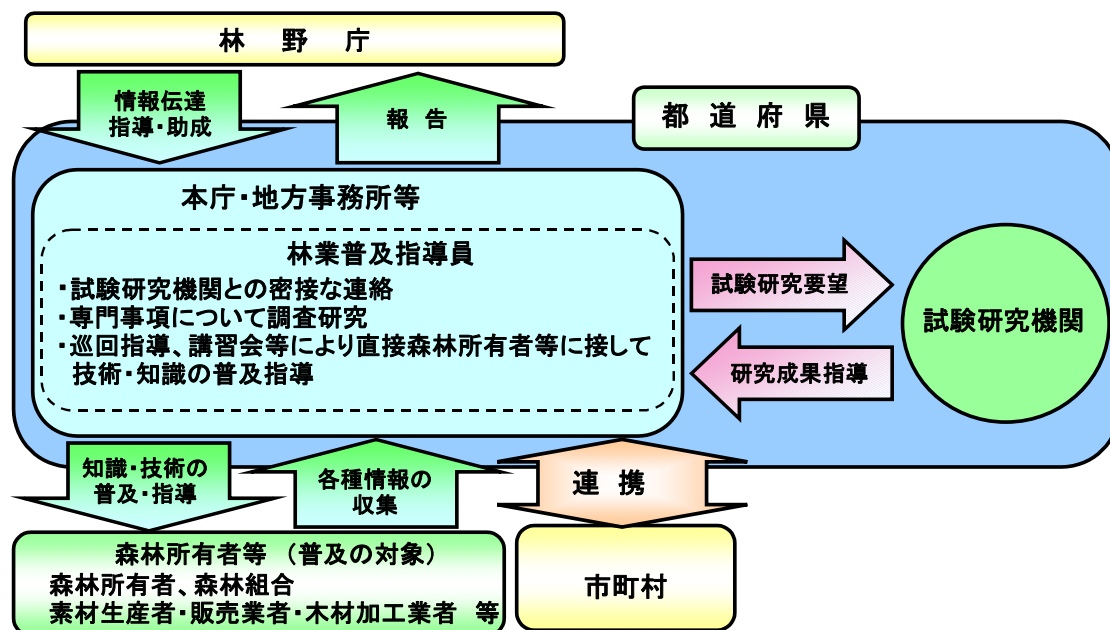 林 野 庁
情報伝達
指導・助成
報 告
都 道 府 県
本庁・地方事務所等
林業普及指導員
・試験研究機関との密接な連絡
・専門事項について調査研究
・巡回指導、講習会等により直接森林所有者等に接して
技術・知識の普及指導
試験研究要望
研究成果指導
試験研究機関
知識・技術の
普及・指導
各種情報の
収集
連 携
森林所有者等 (普及の対象)
森林所有者、森林組合
素材生産者・販売業者・木材加工業者 等
市町村